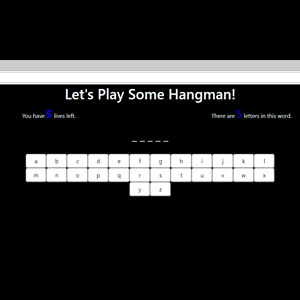 Let's Play Some Hangman!
You have 5 lives left.
There are 5 letters in this word.
_ _ _ _ _
a b c d e f g h i j k l
m n o p q r s t u v w x
y z